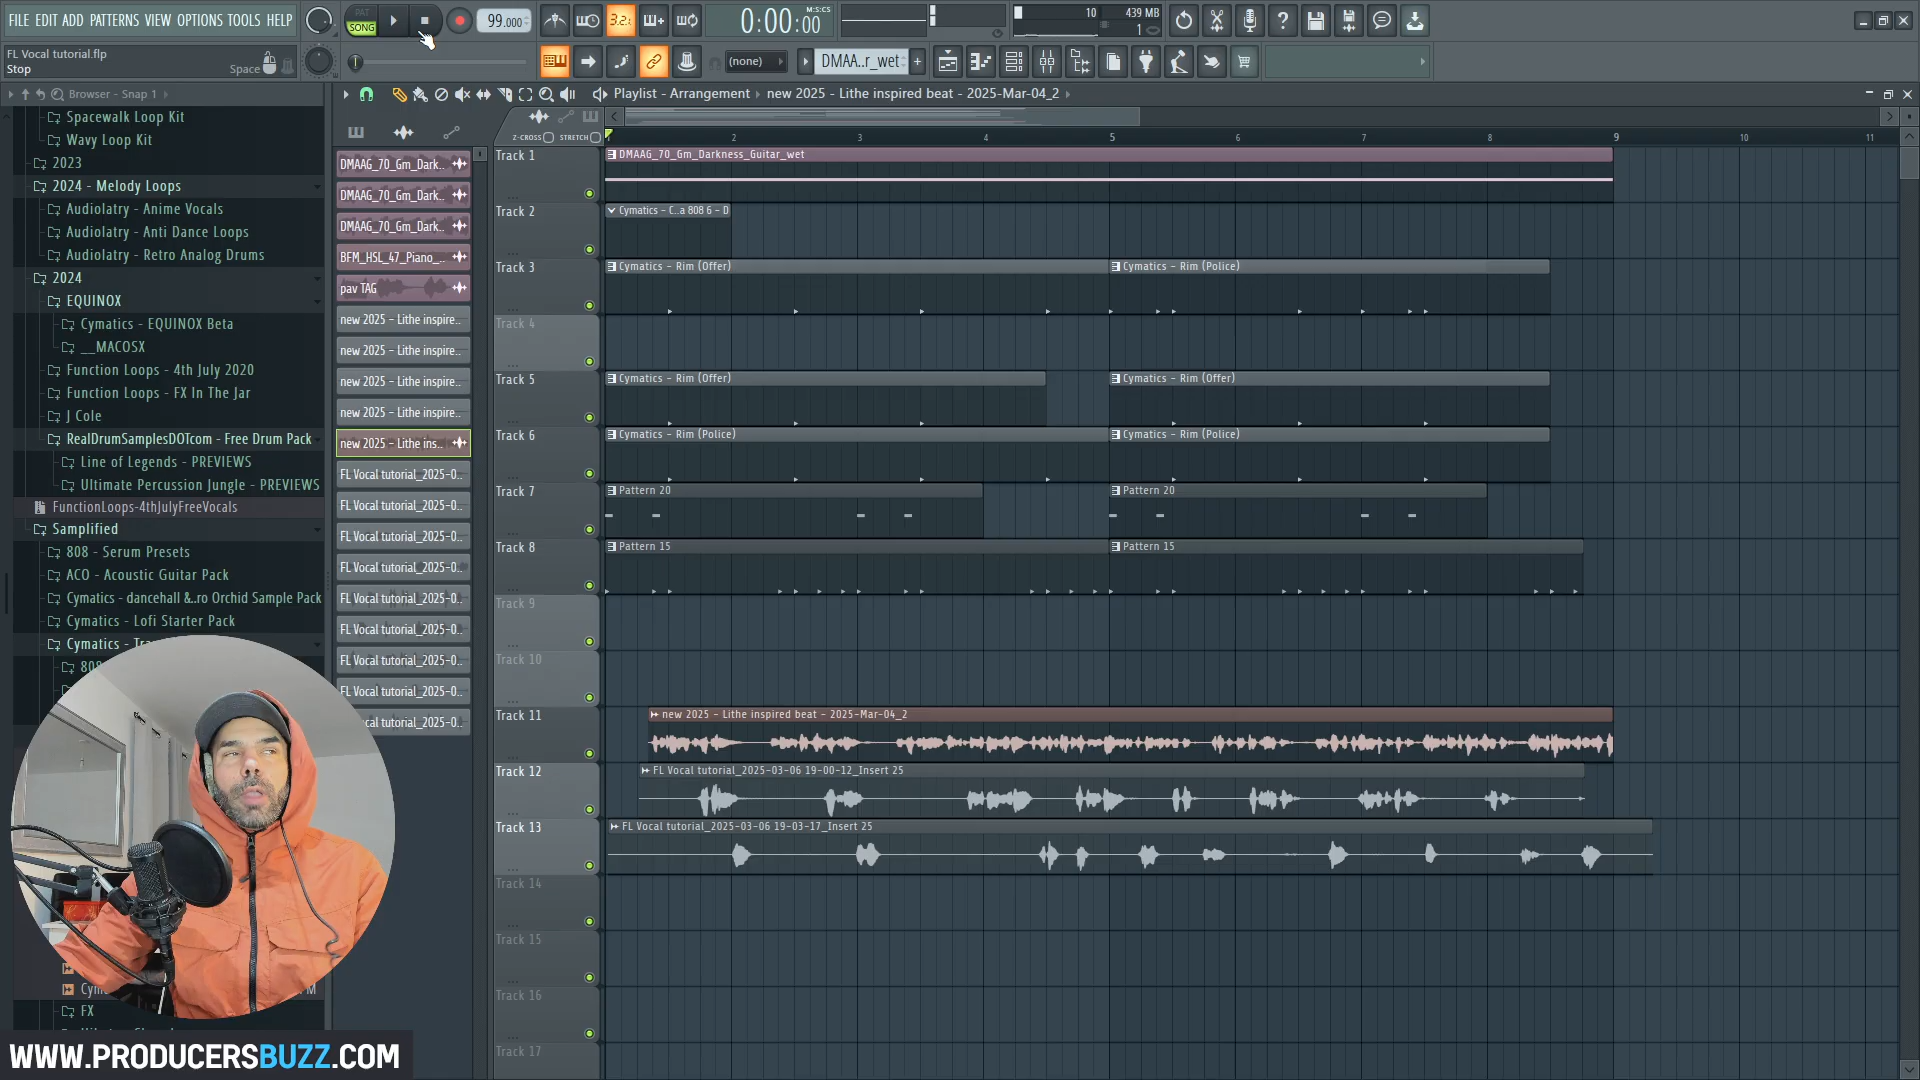 FILE EDIT ADD PATTERNS VIEW OPTIONS TOOLS HELP
PAT
SONG
99.000
3.2.
0:00:00
M:S:CS
10
439 MB
1
FL Vocal tutorial.flp
Stop
Space
(none)
DMAA..r_wet
Browser - Snap 1
Playlist - Arrangement
new 2025 - Lithe inspired beat - 2025-Mar-04_2
Z-CROSS
STRETCH
2
3
4
5
6
7
8
9
10
11
Spacewalk Loop Kit
Wavy Loop Kit
2023
2024 - Melody Loops
Audiolatry - Anime Vocals
Audiolatry - Anti Dance Loops
Audiolatry - Retro Analog Drums
2024
EQUINOX
Cymatics - EQUINOX Beta
__MACOSX
Function Loops - 4th July 2020
Function Loops - FX In The Jar
J Cole
RealDrumSamplesDOTcom - Free Drum Pack
Line of Legends - PREVIEWS
Ultimate Percussion Jungle - PREVIEWS
FunctionLoops-4thJulyFreeVocals
Samplified
808 - Serum Presets
ACO - Acoustic Guitar Pack
Cymatics - dancehall &..ro Orchid Sample Pack
Cymatics - Lofi Starter Pack
Cymatics - Tra
808
Cym
M
FX
DMAAG_70_Gm_Dark..
DMAAG_70_Gm_Dark..
DMAAG_70_Gm_Dark..
BFM_HSL_47_Piano_..
pav TAG
new 2025 - Lithe inspire..
new 2025 - Lithe inspire..
new 2025 - Lithe inspire..
new 2025 - Lithe inspire..
new 2025 - Lithe ins..
FL Vocal tutorial_2025-0..
FL Vocal tutorial_2025-0..
FL Vocal tutorial_2025-0..
FL Vocal tutorial_2025-0..
FL Vocal tutorial_2025-0..
FL Vocal tutorial_2025-0..
FL Vocal tutorial_2025-0..
FL Vocal tutorial_2025-0..
vocal tutorial_2025-0..
Track 1
DMAAG_70_Gm_Darkness_Guitar_wet
Track 2
Cymatics - C..a 808 6 - D
Track 3
Cymatics - Rim (Offer)
Cymatics - Rim (Police)
Track 4
Track 5
Cymatics - Rim (Offer)
Cymatics - Rim (Offer)
Track 6
Cymatics - Rim (Police)
Cymatics - Rim (Police)
Track 7
Pattern 20
Pattern 20
Track 8
Pattern 15
Pattern 15
Track 9
Track 10
Track 11
new 2025 - Lithe inspired beat - 2025-Mar-04_2
Track 12
FL Vocal tutorial_2025-03-06 19-00-12_Insert 25
Track 13
FL Vocal tutorial_2025-03-06 19-03-17_Insert 25
Track 14
Track 15
Track 16
Track 17
WWW.PRODUCERSBUZZ.COM